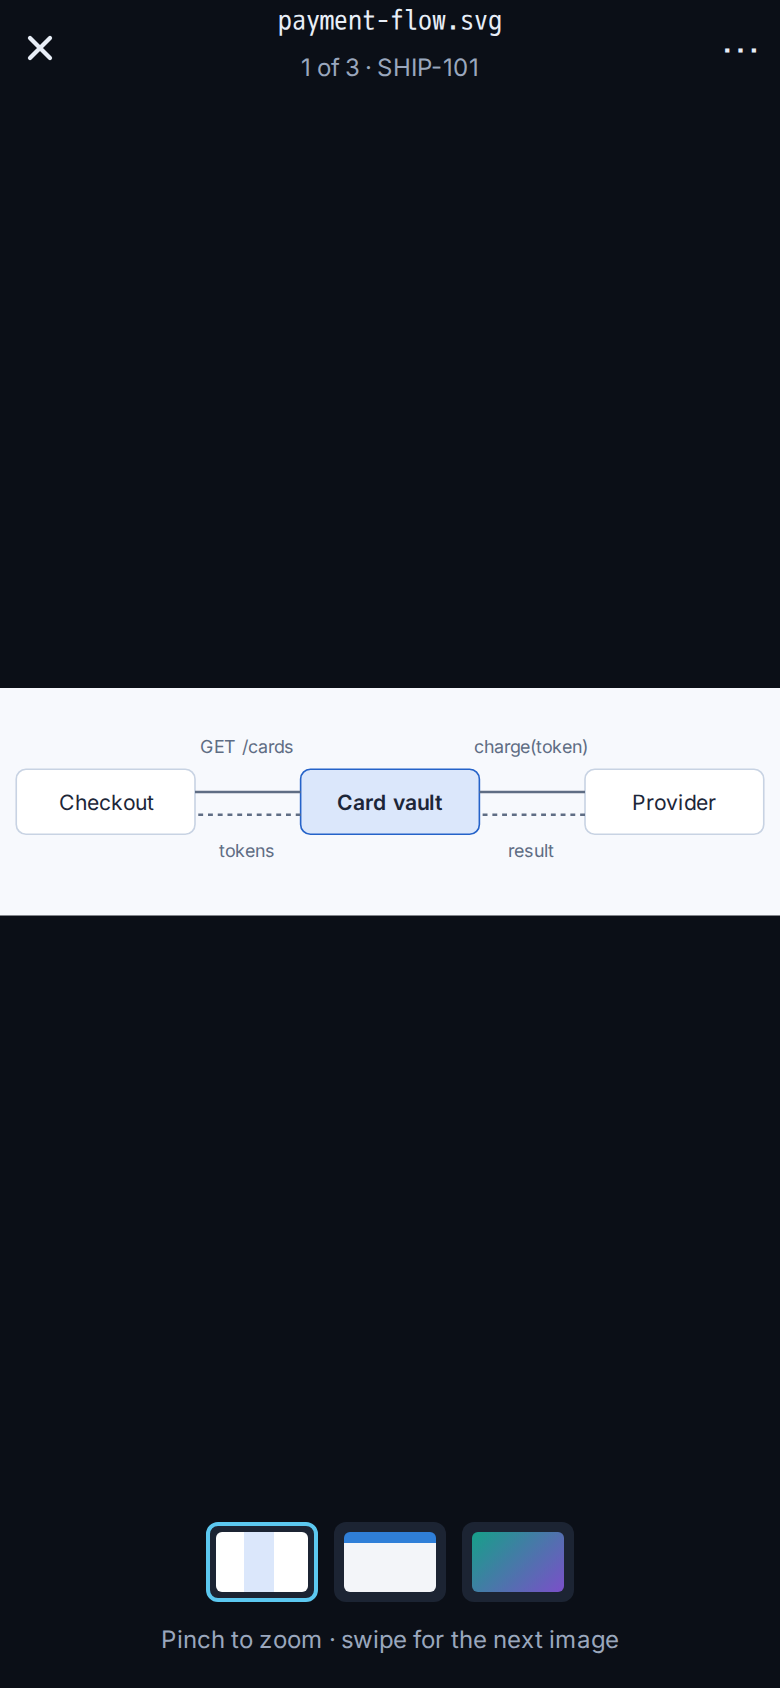 payment-flow.svg
1 of 3 · SHIP-101
GET /cards
charge(token)
Checkout
Card vault
Provider
tokens
result
Pinch to zoom · swipe for the next image